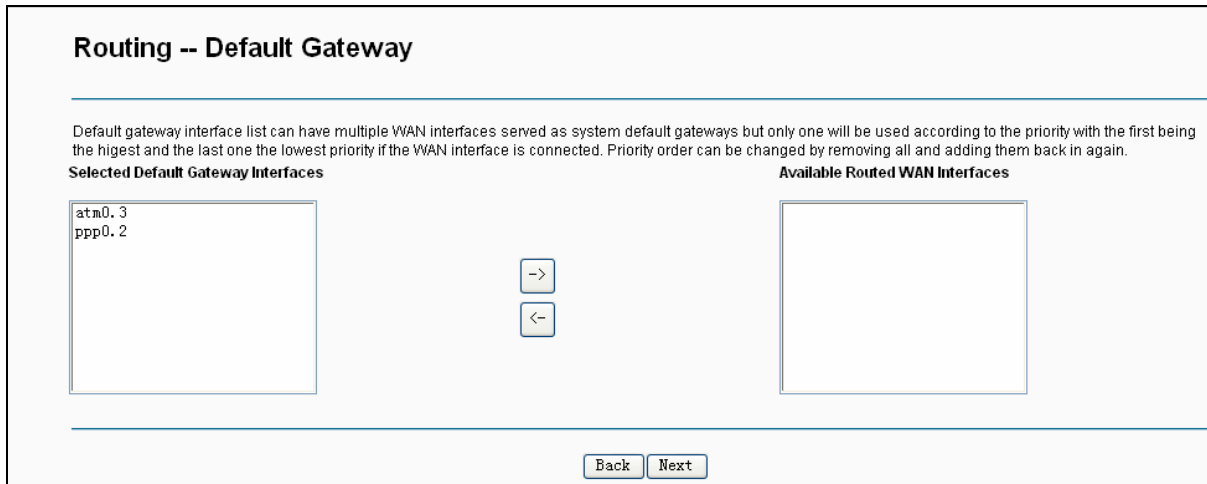 Routing -- Default Gateway
Default gateway interface list can have multiple WAN interfaces served as system default gateways but only one will be used according to the priority with the first being
the higest and the last one the lowest priority if the WAN interface is connected. Priority order can be changed by removing all and adding them back in again.
Selected Default Gateway Interfaces
Available Routed WAN Interfaces
atm0.3
ppp0.2
->
<-
Back
Next